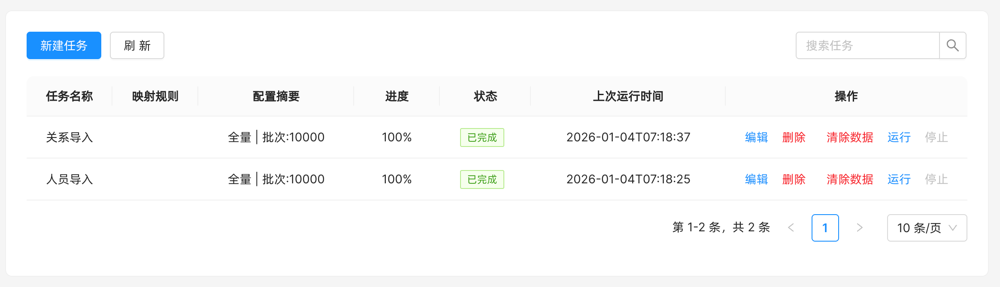 新建任务 刷 新 搜索任务
任务名称 映射规则 配置摘要 进度 状态 上次运行时间 操作
关系导入 全量 | 批次:10000 100% 已完成 2026-01-04T07:18:37 编辑 删除 清除数据 运行 停止
人员导入 全量 | 批次:10000 100% 已完成 2026-01-04T07:18:25 编辑 删除 清除数据 运行 停止
第 1-2 条，共 2 条 < 1 > 10 条/页